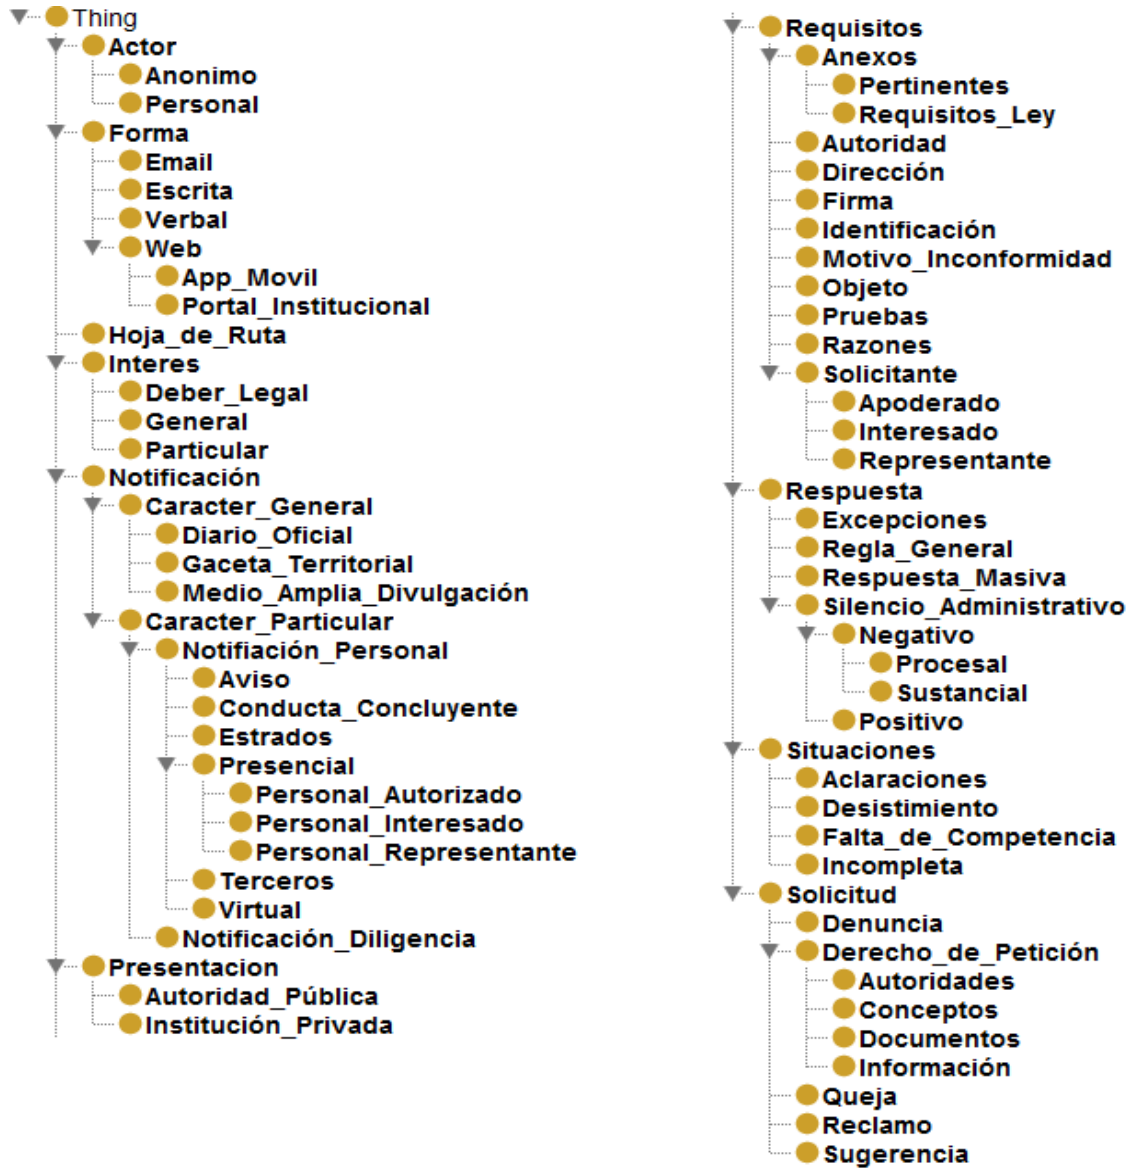 Thing
Actor
Anonimo
Personal
Forma
Email
Escrita
Verbal
Web
App_Movil
Portal_Institucional
Hoja_de_Ruta
Interes
Deber_Legal
General
Particular
Notificación
Caracter_General
Diario_Oficial
Gaceta_Territorial
Medio_Amplia_Divulgación
Caracter_Particular
Notifiación_Personal
Aviso
Conducta_Concluyente
Estrados
Presencial
Personal_Autorizado
Personal_Interesado
Personal_Representante
Terceros
Virtual
Notificación_Diligencia
Presentacion
Autoridad_Pública
Institución_Privada
Requisitos
Anexos
Pertinentes
Requisitos_Ley
Autoridad
Dirección
Firma
Identificación
Motivo_Inconformidad
Objeto
Pruebas
Razones
Solicitante
Apoderado
Interesado
Representante
Respuesta
Excepciones
Regla_General
Respuesta_Masiva
Silencio_Administrativo
Negativo
Procesal
Sustancial
Positivo
Situaciones
Aclaraciones
Desistimiento
Falta_de_Competencia
Incompleta
Solicitud
Denuncia
Derecho_de_Petición
Autoridades
Conceptos
Documentos
Información
Queja
Reclamo
Sugerencia